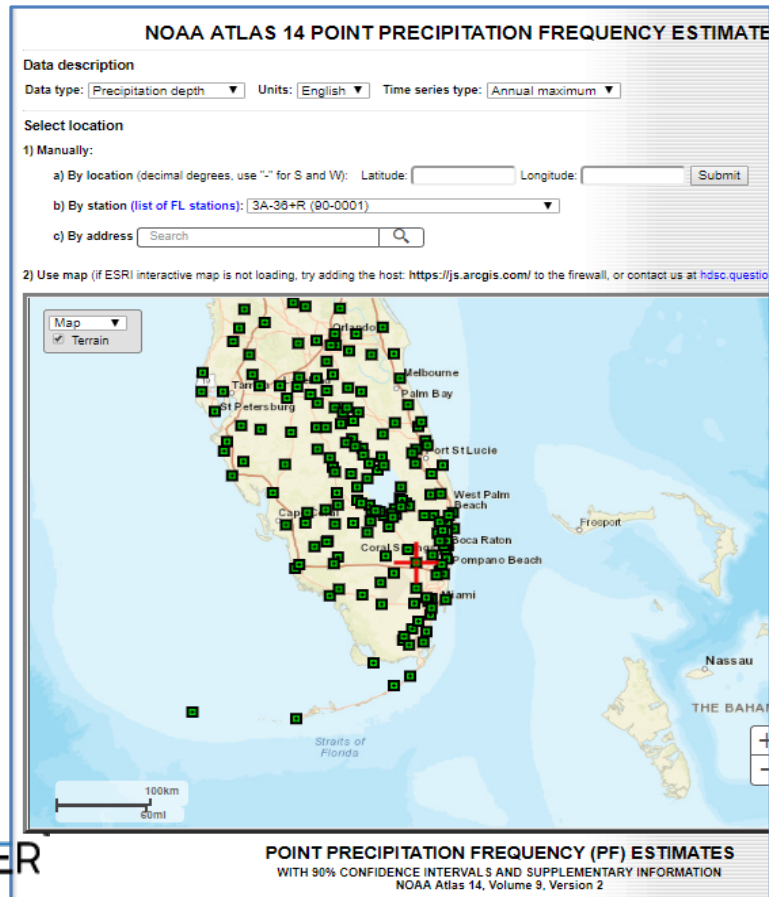 NOAA ATLAS 14 POINT PRECIPITATION FREQUENCY ESTIMATE
Data description
Data type: Precipitation depth ▼ Units: English ▼ Time series type: Annual maximum ▼
Select location
1) Manually:
a) By location (decimal degrees, use "-" for S and W): Latitude: Longitude: Submit
b) By station (list of FL stations): 3A-36+R (90-0001) ▼
c) By address Search
2) Use map (if ESRI interactive map is not loading, try adding the host: https://js.arcgis.com/ to the firewall, or contact us at hdsc.questio
Map ▼
Terrain
Orlando
Melbourne
Palm Bay
St Petersburg
Port St Lucie
West Palm
Beach
Freeport
Boca Raton
Pompano Beach
Miami
Nassau
THE BAHAM
Straits of
Florida
+
−
100km
60mi
ER
POINT PRECIPITATION FREQUENCY (PF) ESTIMATES
WITH 90% CONFIDENCE INTERVALS AND SUPPLEMENTARY INFORMATION
NOAA Atlas 14, Volume 9, Version 2